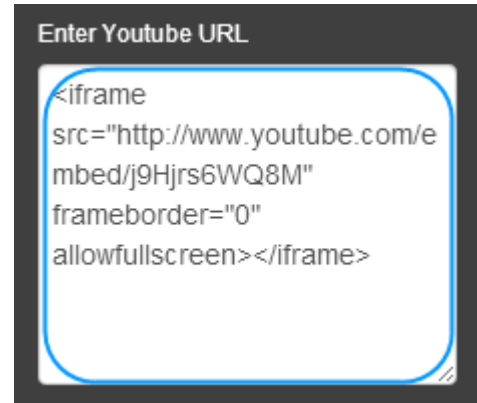 Enter Youtube URL
<iframe
src="http://www.youtube.com/e
mbed/j9Hjrs6WQ8M"
frameborder="0"
allowfullscreen></iframe>